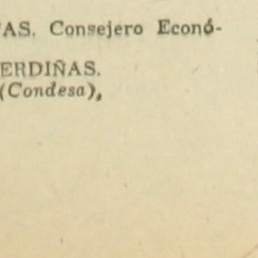 AS. Consejero Econó-
ERDIÑAS.
(Condesa),